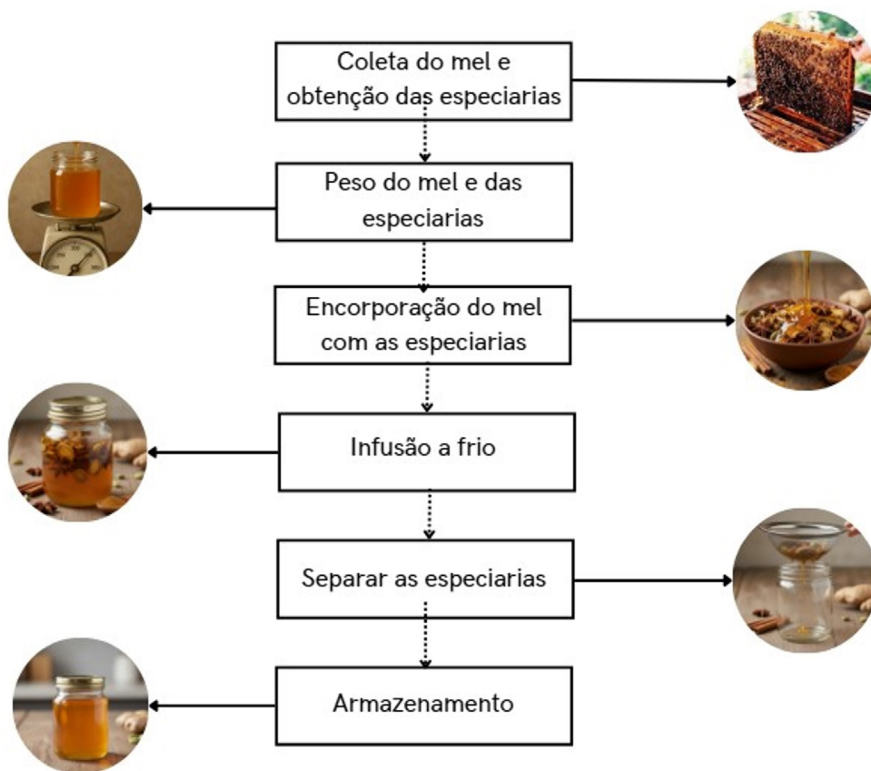 Coleta do mel e
obtenção das especiarias
Peso do mel e das
especiarias
Encorporação do mel
com as especiarias
Infusão a frio
Separar as especiarias
Armazenamento